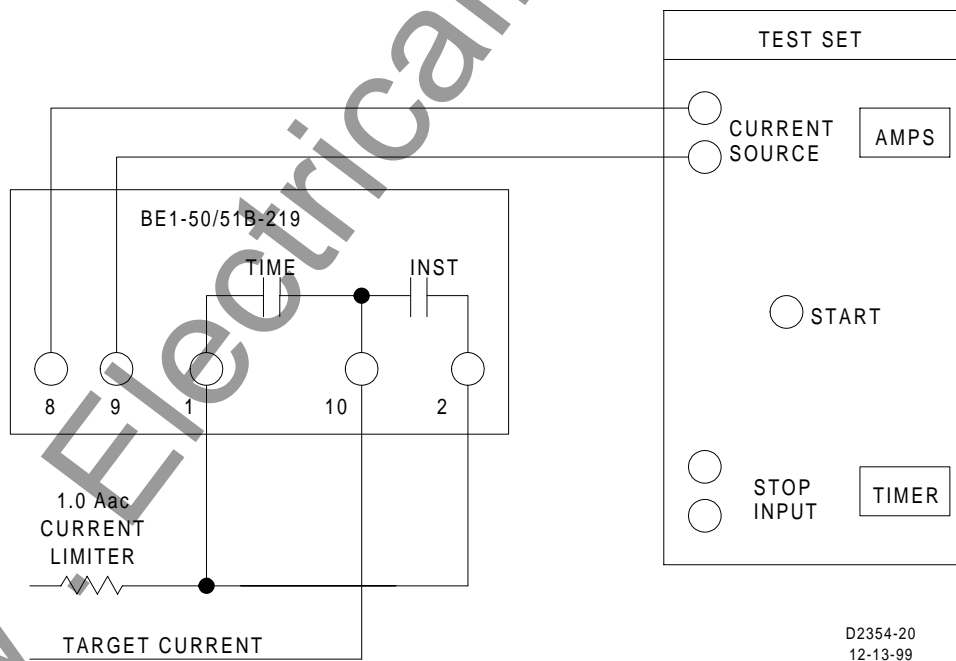 TEST SET
CURRENT
SOURCE
AMPS
BE1-50/51B-219
TIME
INST
START
8
9
1
10
2
STOP
INPUT
TIMER
1.0 Aac
CURRENT
LIMITER
TARGET CURRENT
D2354-20
12-13-99
Electrical